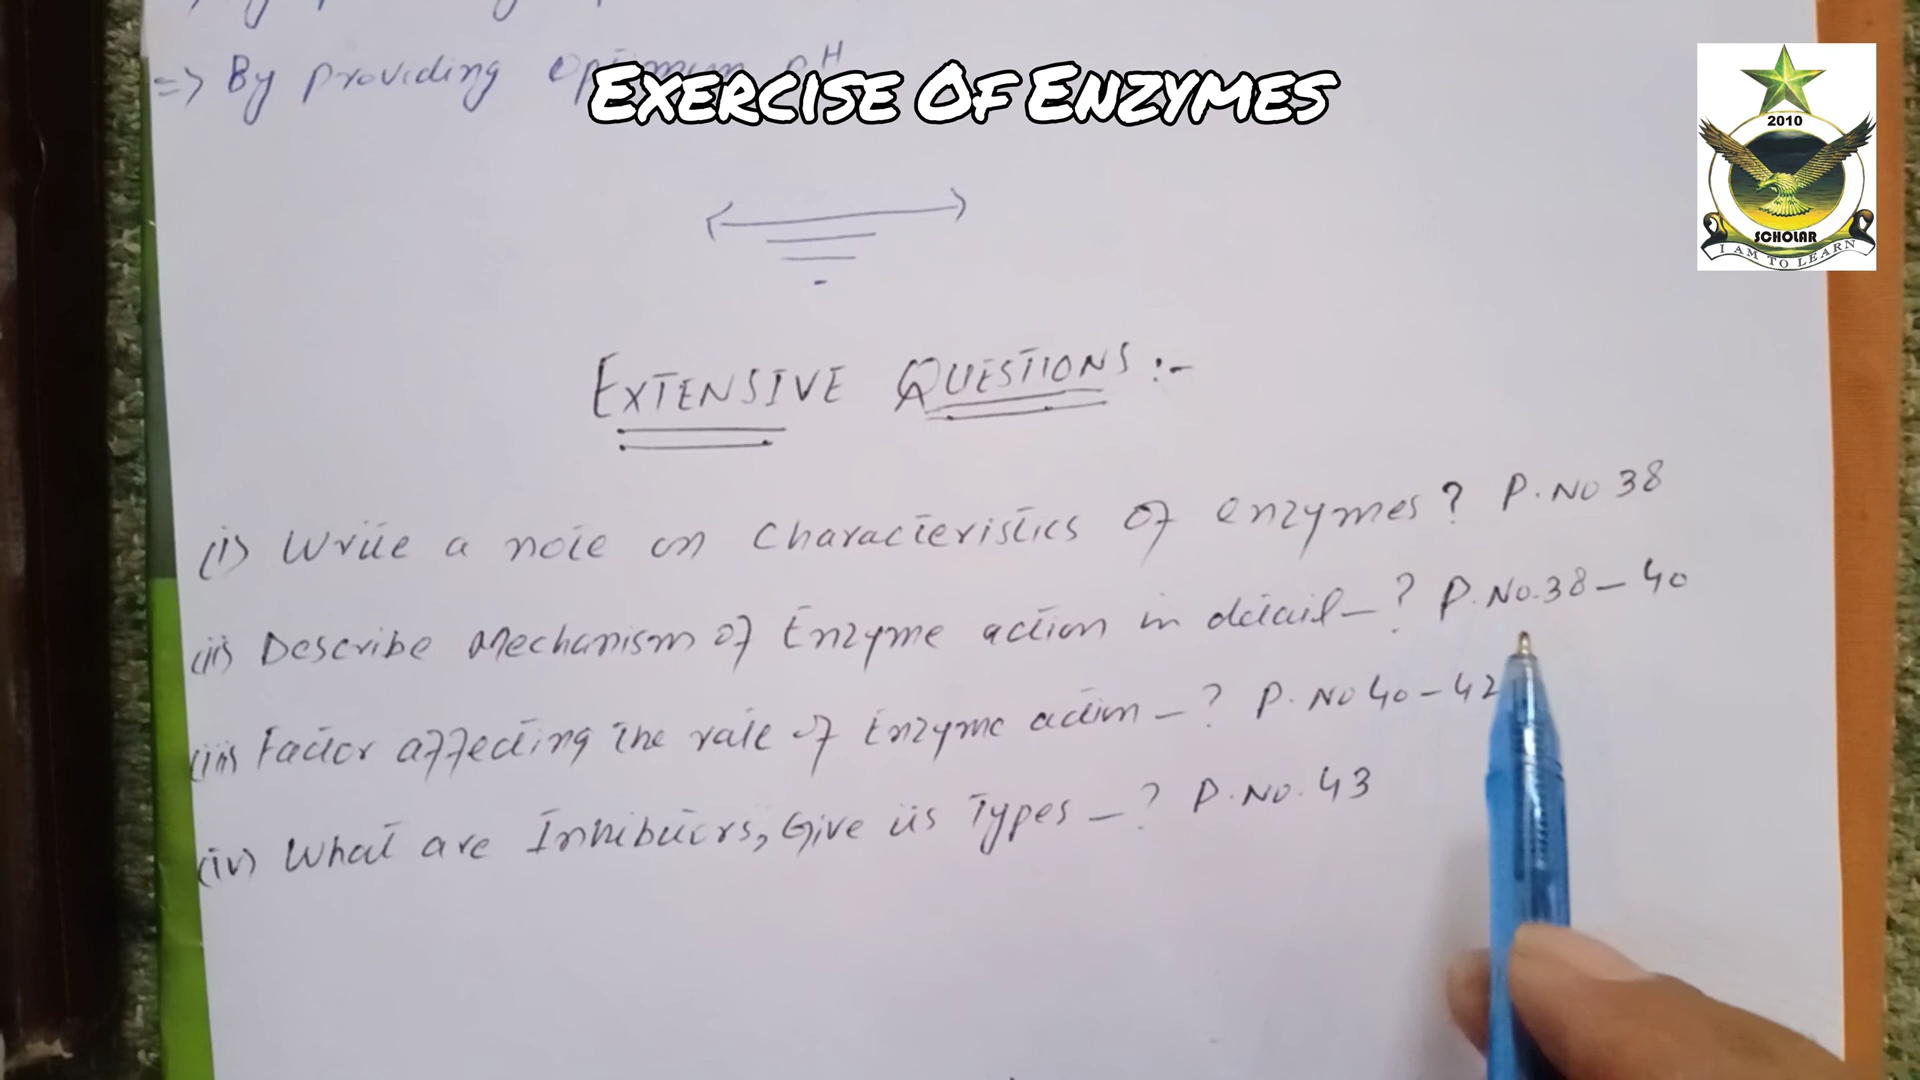 => By providing optimum pH
EXERCISE OF ENZYMES
2010
SCHOLAR
I AM TO LEARN
EXTENSIVE QUESTIONS :-
(i) Write a note on characteristics of enzymes? P. No 38
(ii) Describe Mechanism of Enzyme action in detail _? P. No. 38 _ 40
(iii) Factor affecting the rate of Enzyme action _? P. No 40 - 42
(iv) What are Inhibitors, Give its Types _? P. No. 43